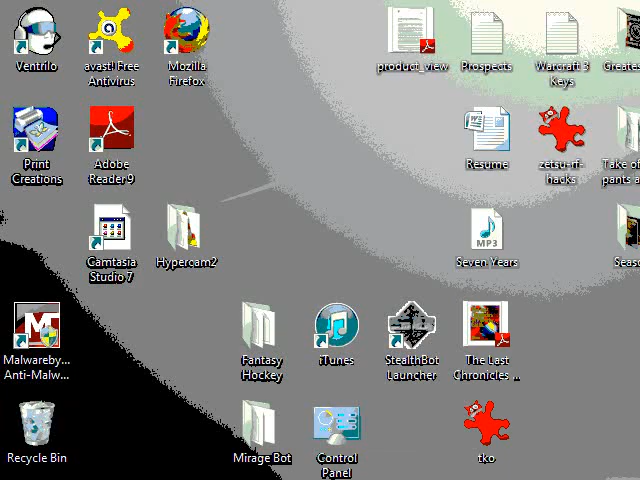 Ventrilo
avast! Free
Antivirus
Mozilla
Firefox
product_view
Prospects
Warcraft 3
Keys
Greates
Print
Creations
Adobe
Reader 9
W
Resume
zetsu-rf-
hacks
Take of
pants a
Camtasia
Studio 7
Hypercam2
MP3
Seven Years
Seaso
M
Malwareby...
Anti-Malw...
Fantasy
Hockey
iTunes
StealthBot
Launcher
The Last
Chronicles ..
Recycle Bin
Mirage Bot
Control
Panel
tko